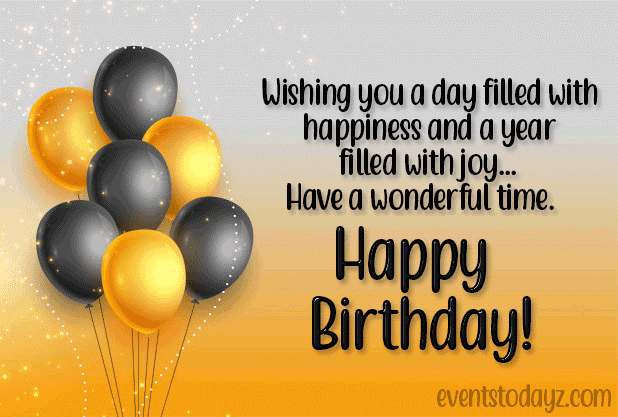 Wishing you a day filled with
happiness and a year
filled with joy...
Have a wonderful time.
Happy
Birthday!
eventstodayz.com